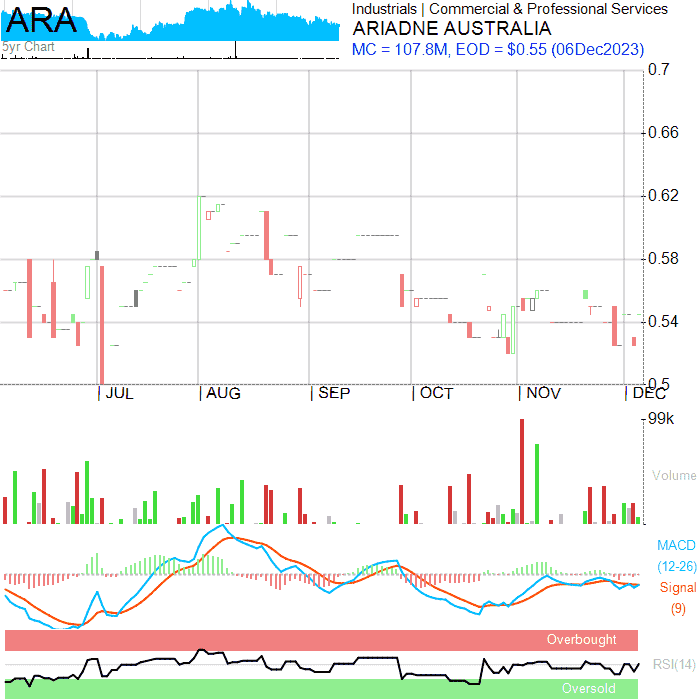 ARA
5yr Chart
Industrials | Commercial & Professional Services
ARIADNE AUSTRALIA
MC = 107.8M, EOD = $0.55 (06Dec2023)
0.7
0.66
0.62
0.58
0.54
0.5
| JUL | AUG | SEP | OCT | NOV | DEC
99k
Volume
MACD
(12-26)
Signal
(9)
Overbought
RSI(14)
Oversold